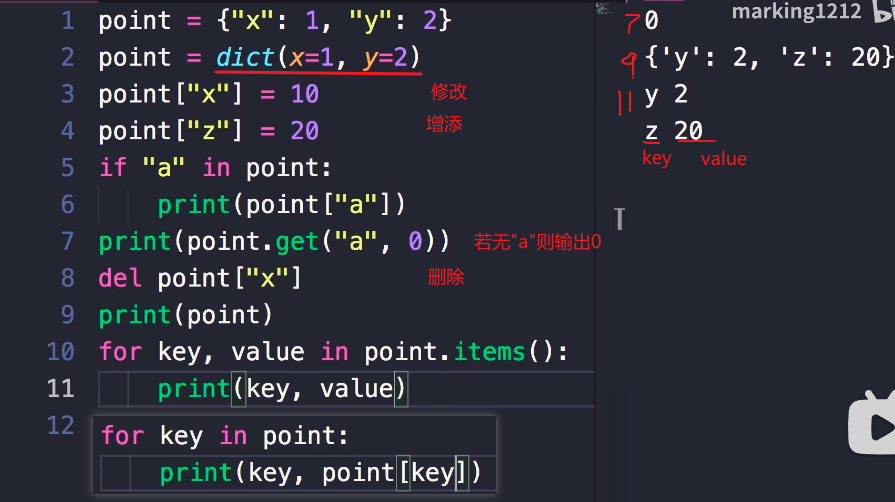 1 point = {"x": 1, "y": 2}
2 point = dict(x=1, y=2)
3 point["x"] = 10 修改
4 point["z"] = 20 增添
5 if "a" in point:
6 print(point["a"])
7 print(point.get("a", 0)) 若无"a"则输出0
8 del point["x"] 删除
9 print(point)
10 for key, value in point.items():
11 print(key, value)
12
for key in point:
print(key, point[key])
marking1212
7 0
9 {'y': 2, 'z': 20}
11 y 2
z 20
key value